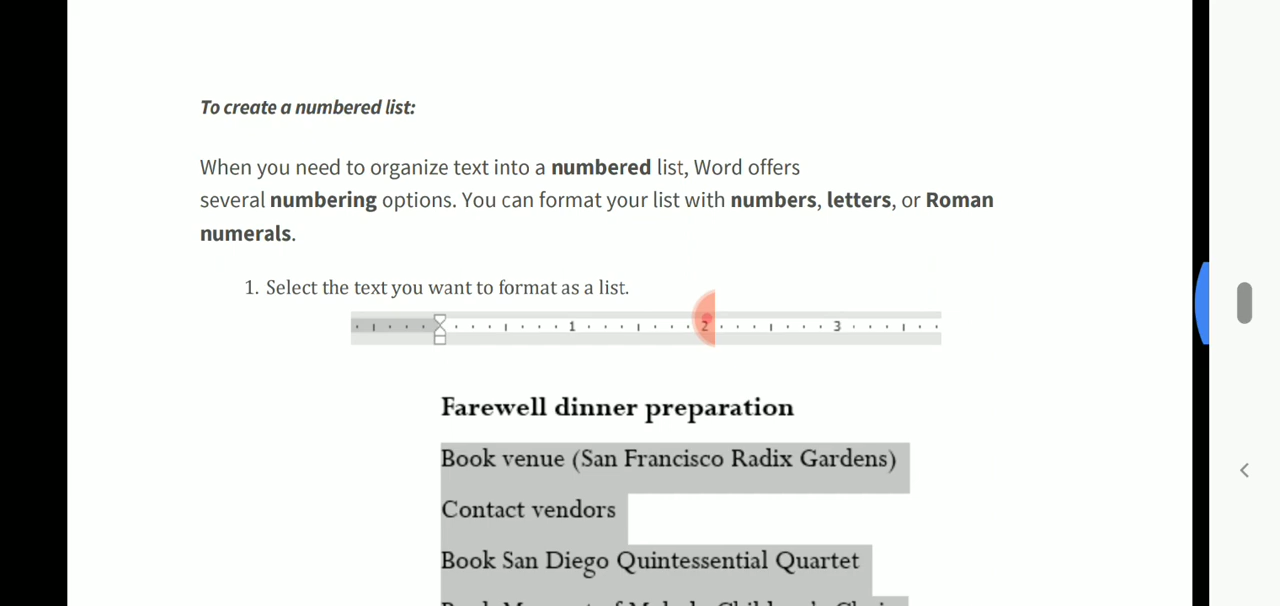 To create a numbered list:
When you need to organize text into a numbered list, Word offers
several numbering options. You can format your list with numbers, letters, or Roman
numerals.
1. Select the text you want to format as a list.
1 2 3
Farewell dinner preparation
Book venue (San Francisco Radix Gardens)
Contact vendors
Book San Diego Quintessential Quartet